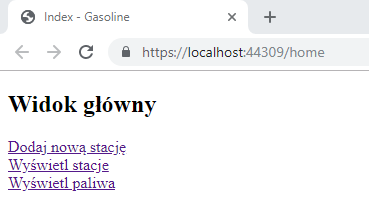 Index - Gasoline
https://localhost:44309/home
Widok główny
Dodaj nową stację
Wyświetl stacje
Wyświetl paliwa